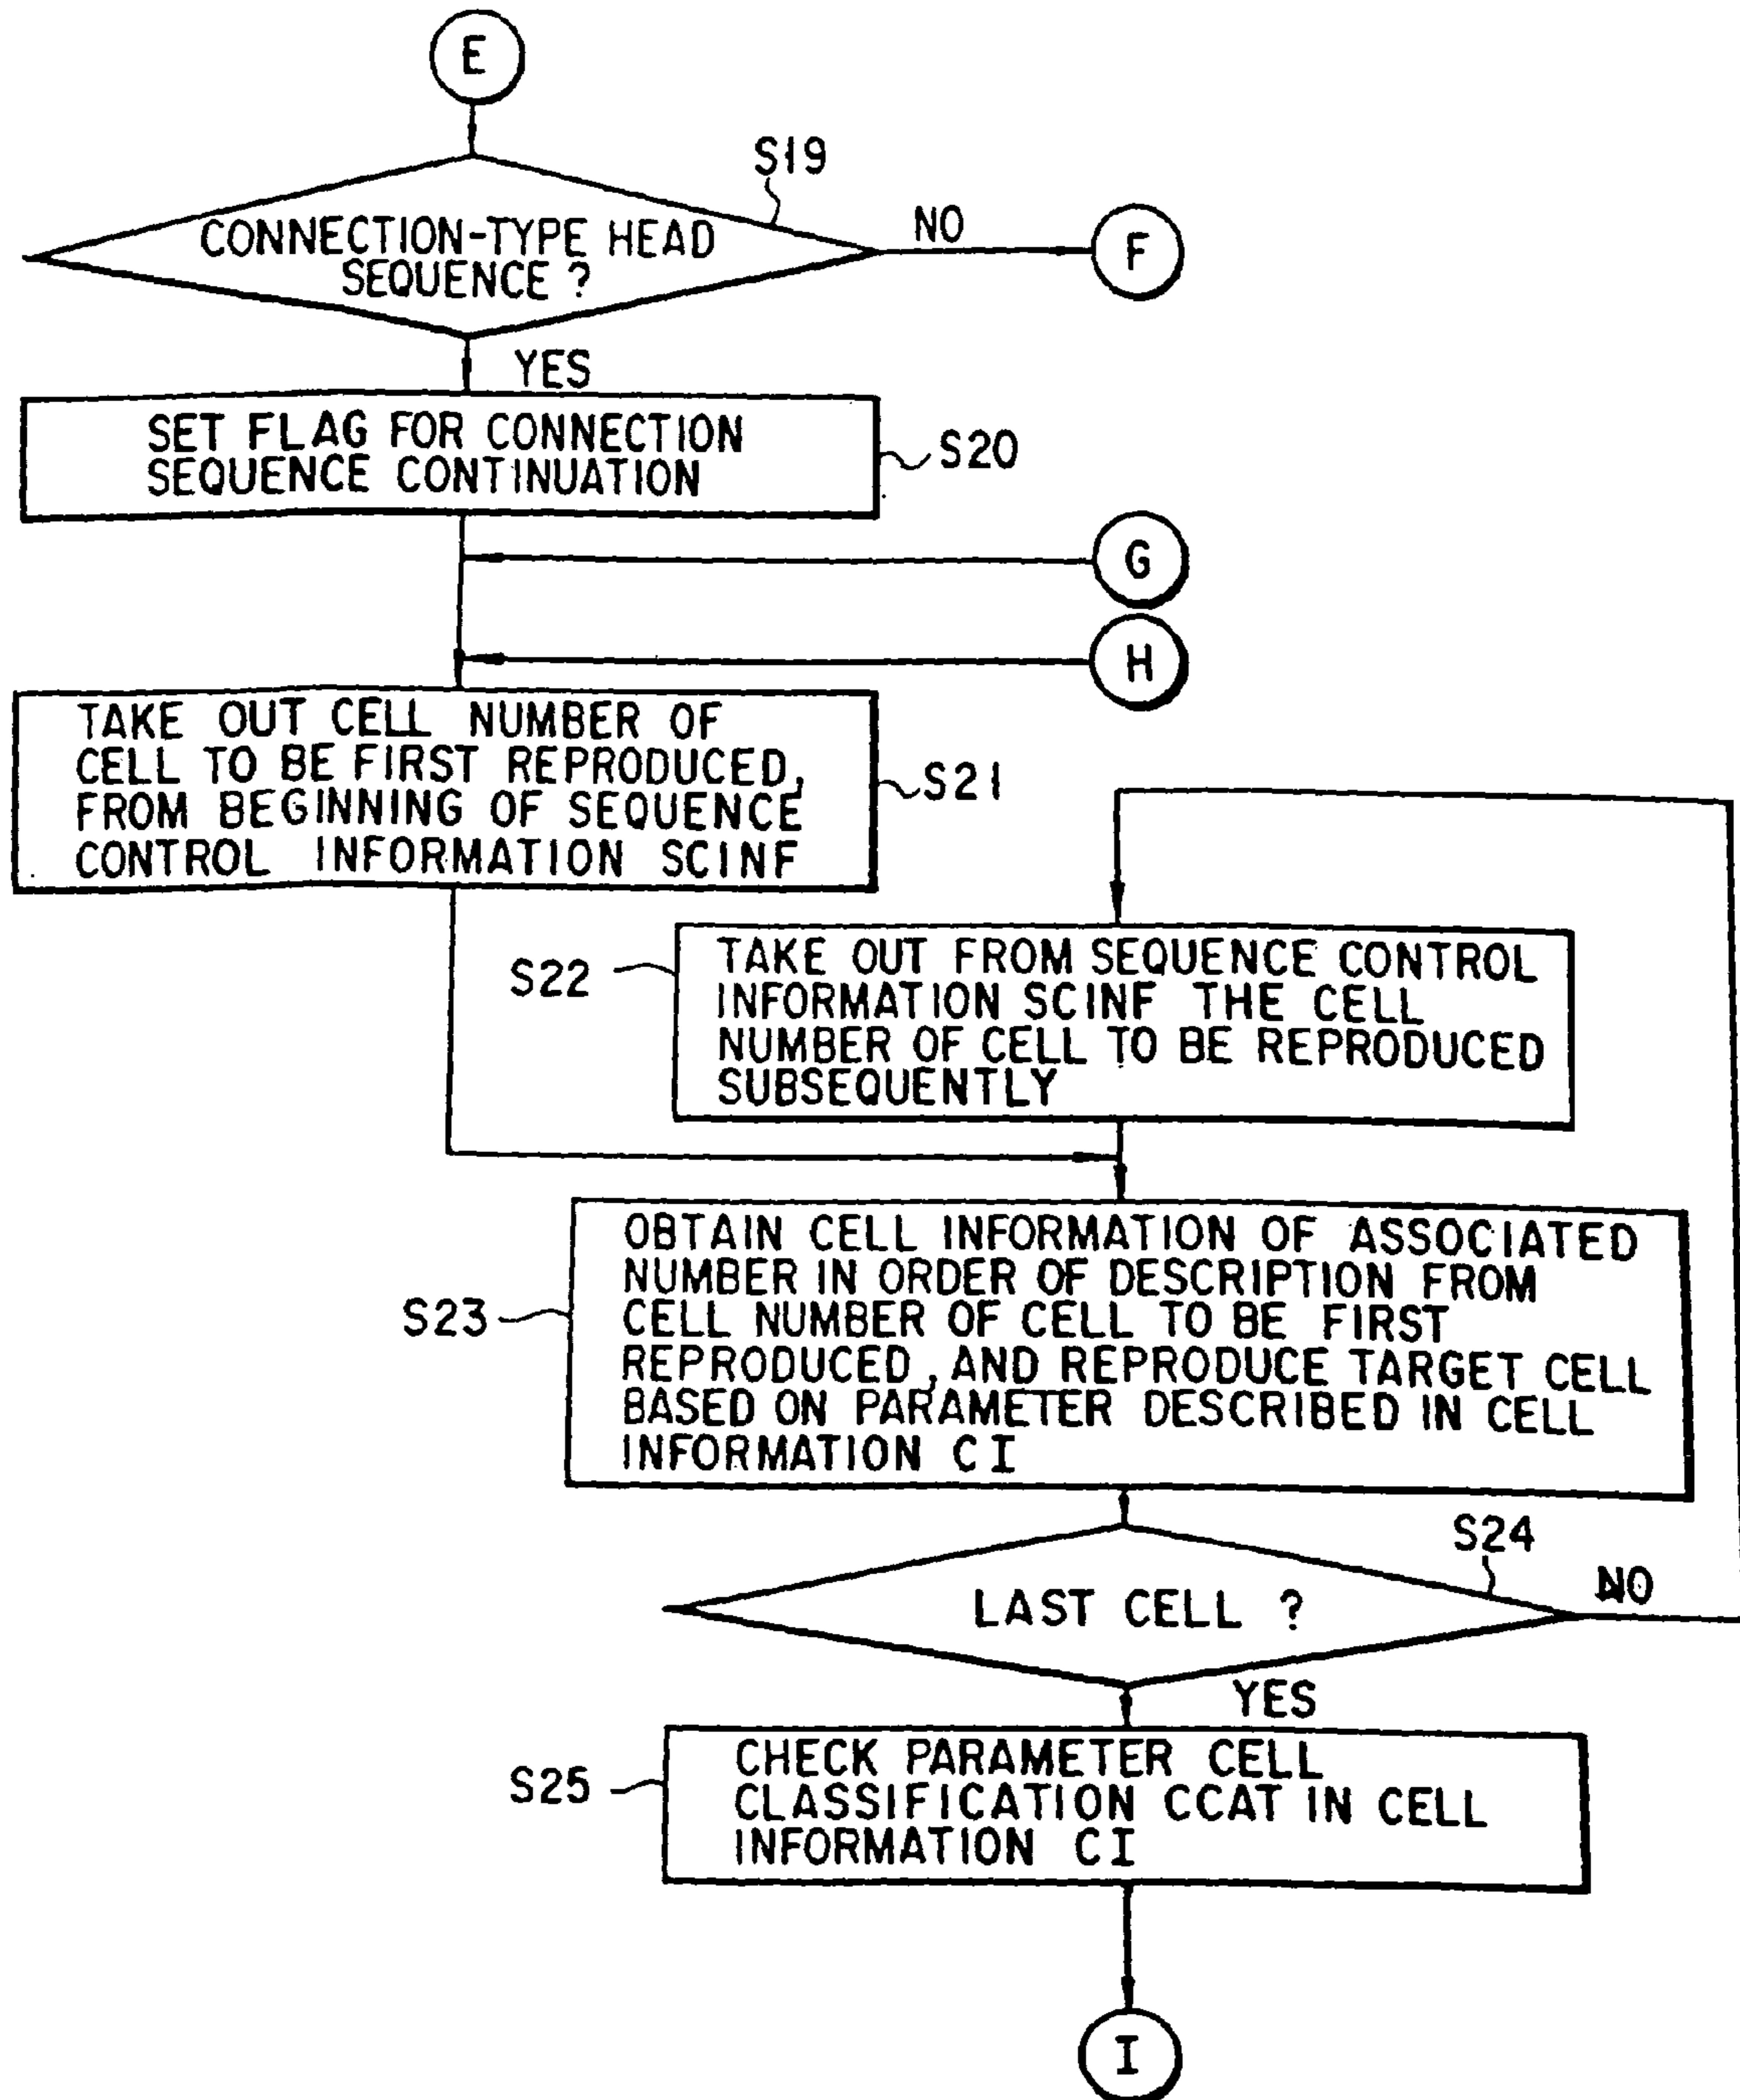 E
S19
CONNECTION-TYPE HEAD
SEQUENCE ?
NO
F
YES
SET FLAG FOR CONNECTION
SEQUENCE CONTINUATION
S20
G
H
TAKE OUT CELL NUMBER OF
CELL TO BE FIRST REPRODUCED,
FROM BEGINNING OF SEQUENCE
CONTROL INFORMATION SCINF
S21
S22
TAKE OUT FROM SEQUENCE CONTROL
INFORMATION SCINF THE CELL
NUMBER OF CELL TO BE REPRODUCED
SUBSEQUENTLY
S23
OBTAIN CELL INFORMATION OF ASSOCIATED
NUMBER IN ORDER OF DESCRIPTION FROM
CELL NUMBER OF CELL TO BE FIRST
REPRODUCED, AND REPRODUCE TARGET CELL
BASED ON PARAMETER DESCRIBED IN CELL
INFORMATION CI
S24
LAST CELL ?
NO
YES
S25
CHECK PARAMETER CELL
CLASSIFICATION CCAT IN CELL
INFORMATION CI
I